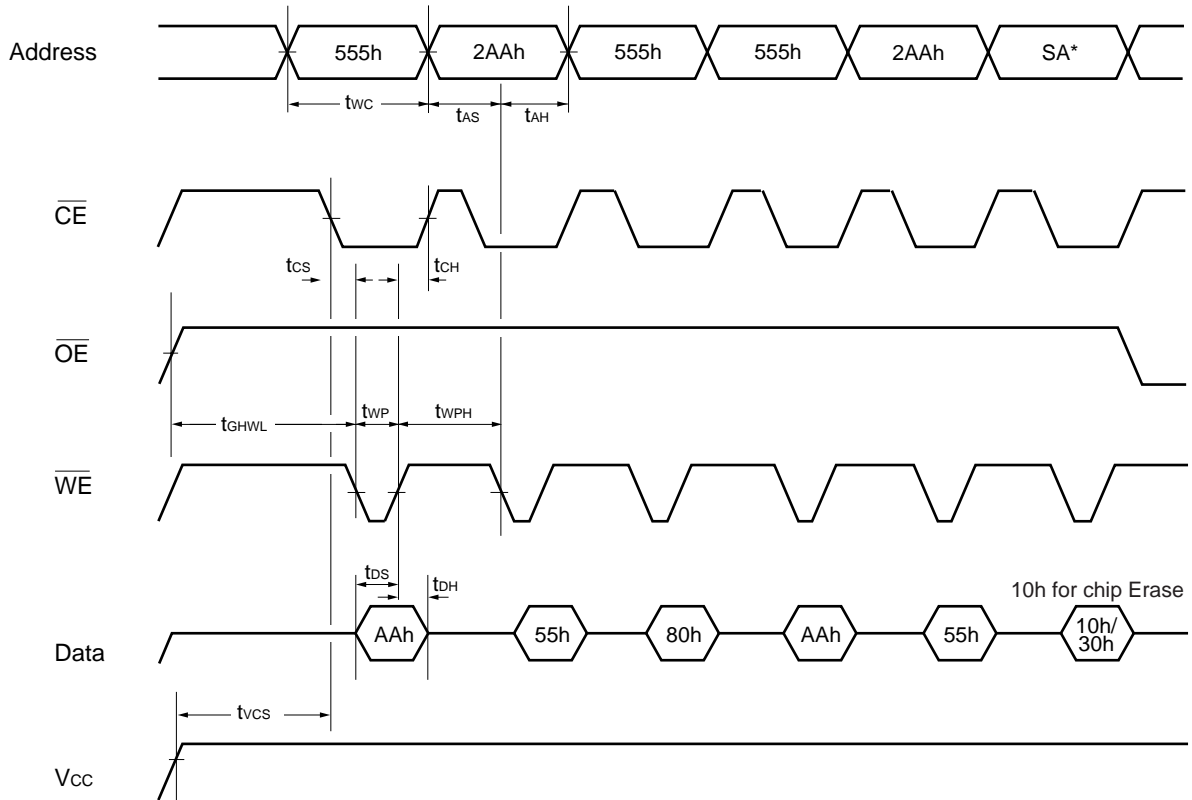 Address
555h
2AAh
555h
555h
2AAh
SA*
tWC
tAS
tAH
CE
tCS
tCH
OE
tGHWL
tWP
tWPH
WE
tDS
tDH
10h for chip Erase
Data
AAh
55h
80h
AAh
55h
10h/
30h
tVCS
VCC